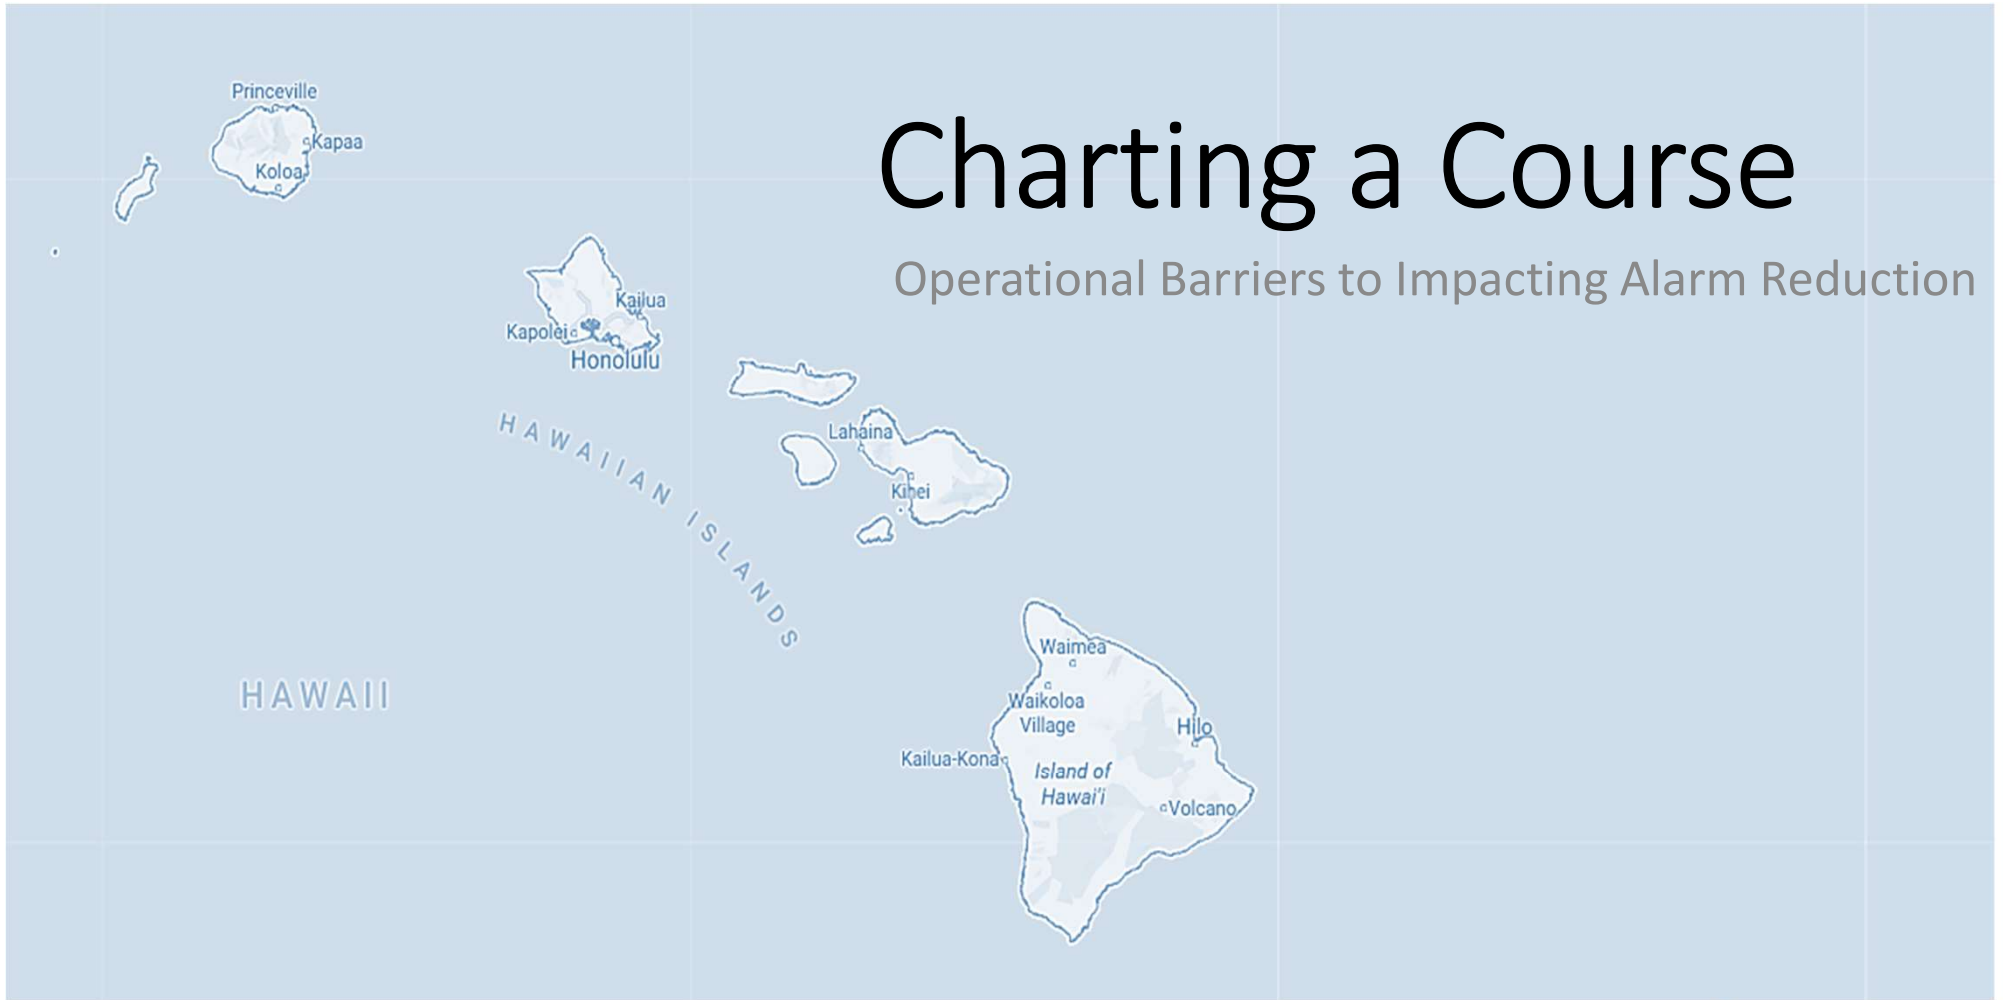 Charting a Course
Operational Barriers to Impacting Alarm Reduction
Princeville
Kapaa
Koloa
Kailua
Kapolei
Honolulu
HAWAIIAN ISLANDS
Lahaina
Kihei
HAWAII
Waimea
Waikoloa
Village
Hilo
Kailua-Kona
Island of
Hawai'i
Volcano